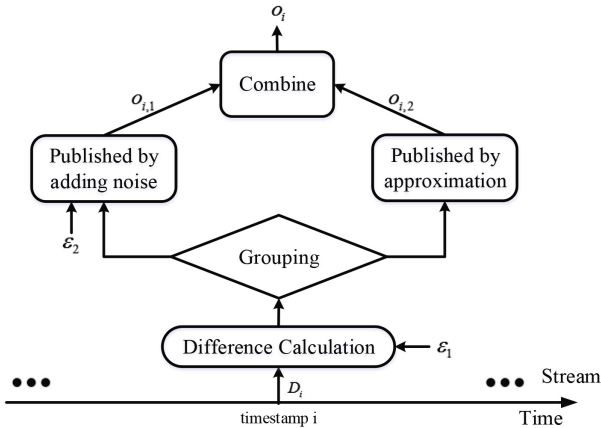 o_i
Combine
o_{i,1}
o_{i,2}
Published by
adding noise
Published by
approximation
ε_2
Grouping
Difference Calculation
ε_1
D_i
Stream
timestamp i
Time